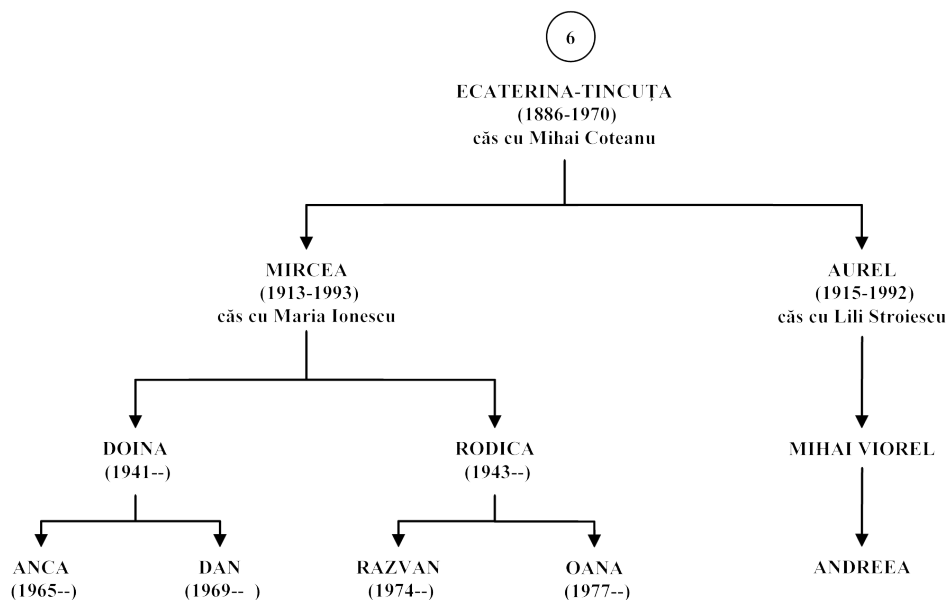 6
ECATERINA-TINCUȚA
(1886-1970)
căs cu Mihai Coteanu
MIRCEA
(1913-1993)
căs cu Maria Ionescu
AUREL
(1915-1992)
căs cu Lili Stroiescu
DOINA
(1941--)
RODICA
(1943--)
MIHAI VIOREL
ANCA
(1965--)
DAN
(1969-- )
RAZVAN
(1974--)
OANA
(1977--)
ANDREEA